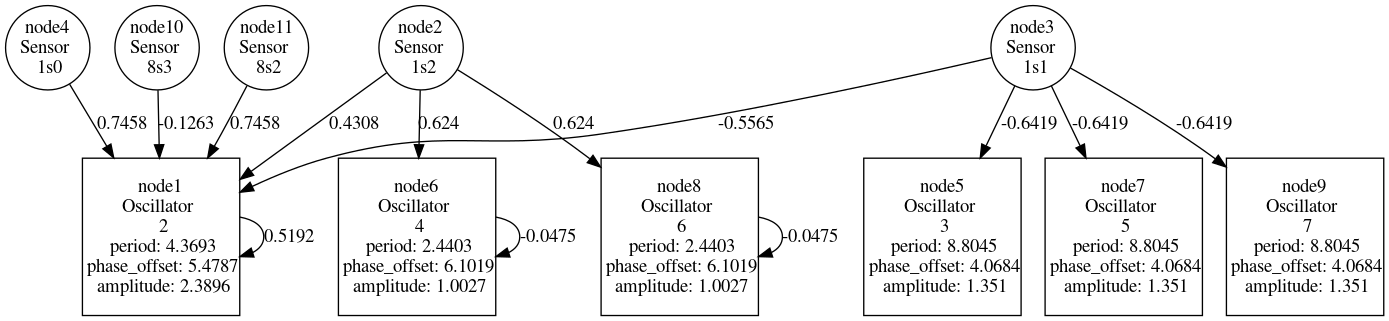 node4
Sensor
1s0
node10
Sensor
8s3
node11
Sensor
8s2
node2
Sensor
1s2
node3
Sensor
1s1
0.7458
-0.1263
0.7458
0.4308
0.624
0.624
-0.5565
-0.6419
-0.6419
-0.6419
node1
Oscillator
2
period: 4.3693
phase_offset: 5.4787
amplitude: 2.3896
0.5192
node6
Oscillator
4
period: 2.4403
phase_offset: 6.1019
amplitude: 1.0027
-0.0475
node8
Oscillator
6
period: 2.4403
phase_offset: 6.1019
amplitude: 1.0027
-0.0475
node5
Oscillator
3
period: 8.8045
phase_offset: 4.0684
amplitude: 1.351
node7
Oscillator
5
period: 8.8045
phase_offset: 4.0684
amplitude: 1.351
node9
Oscillator
7
period: 8.8045
phase_offset: 4.0684
amplitude: 1.351